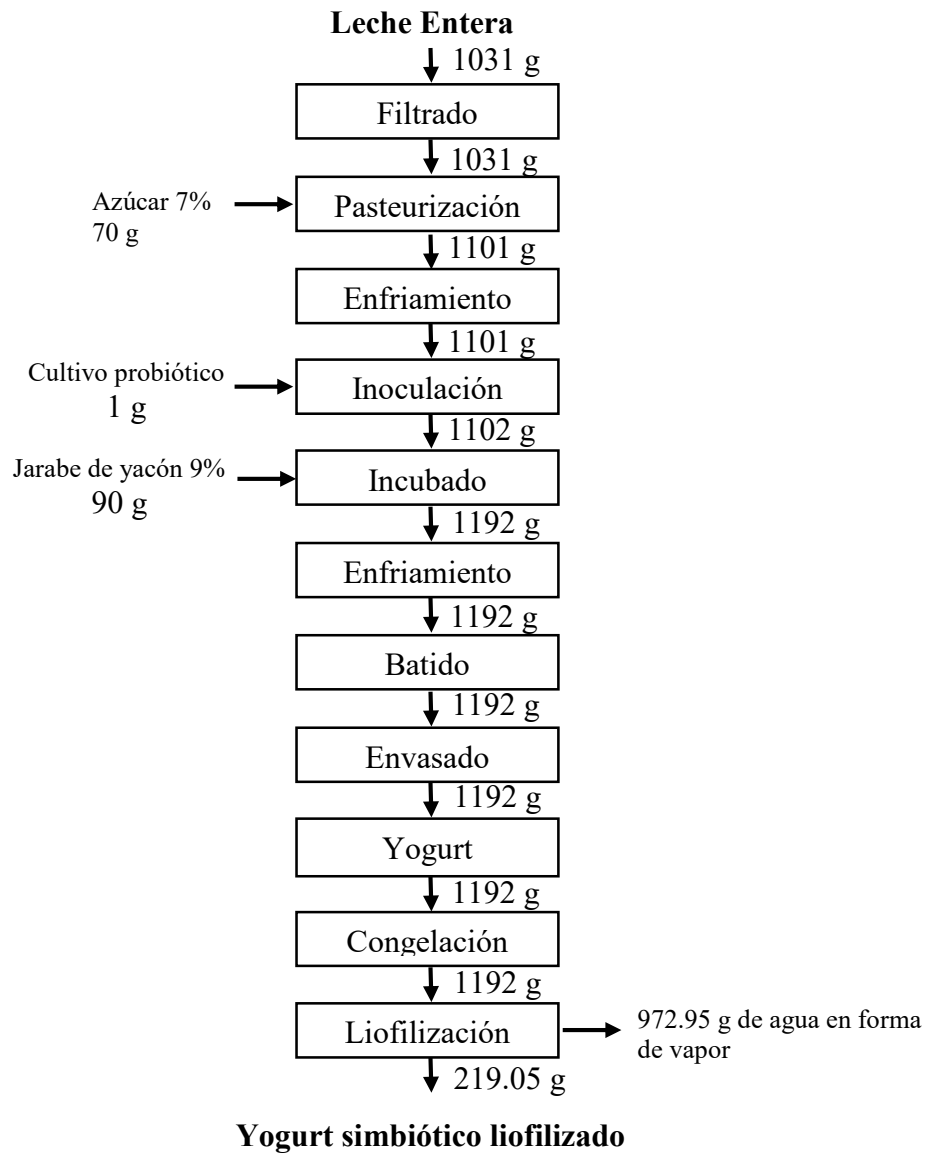 Leche Entera
1031 g
Filtrado
1031 g
Azúcar 7%
70 g
Pasteurización
1101 g
Enfriamiento
1101 g
Cultivo probiótico
1 g
Inoculación
1102 g
Jarabe de yacón 9%
90 g
Incubado
1192 g
Enfriamiento
1192 g
Batido
1192 g
Envasado
1192 g
Yogurt
1192 g
Congelación
1192 g
Liofilización
972.95 g de agua en forma
de vapor
219.05 g
Yogurt simbiótico liofilizado